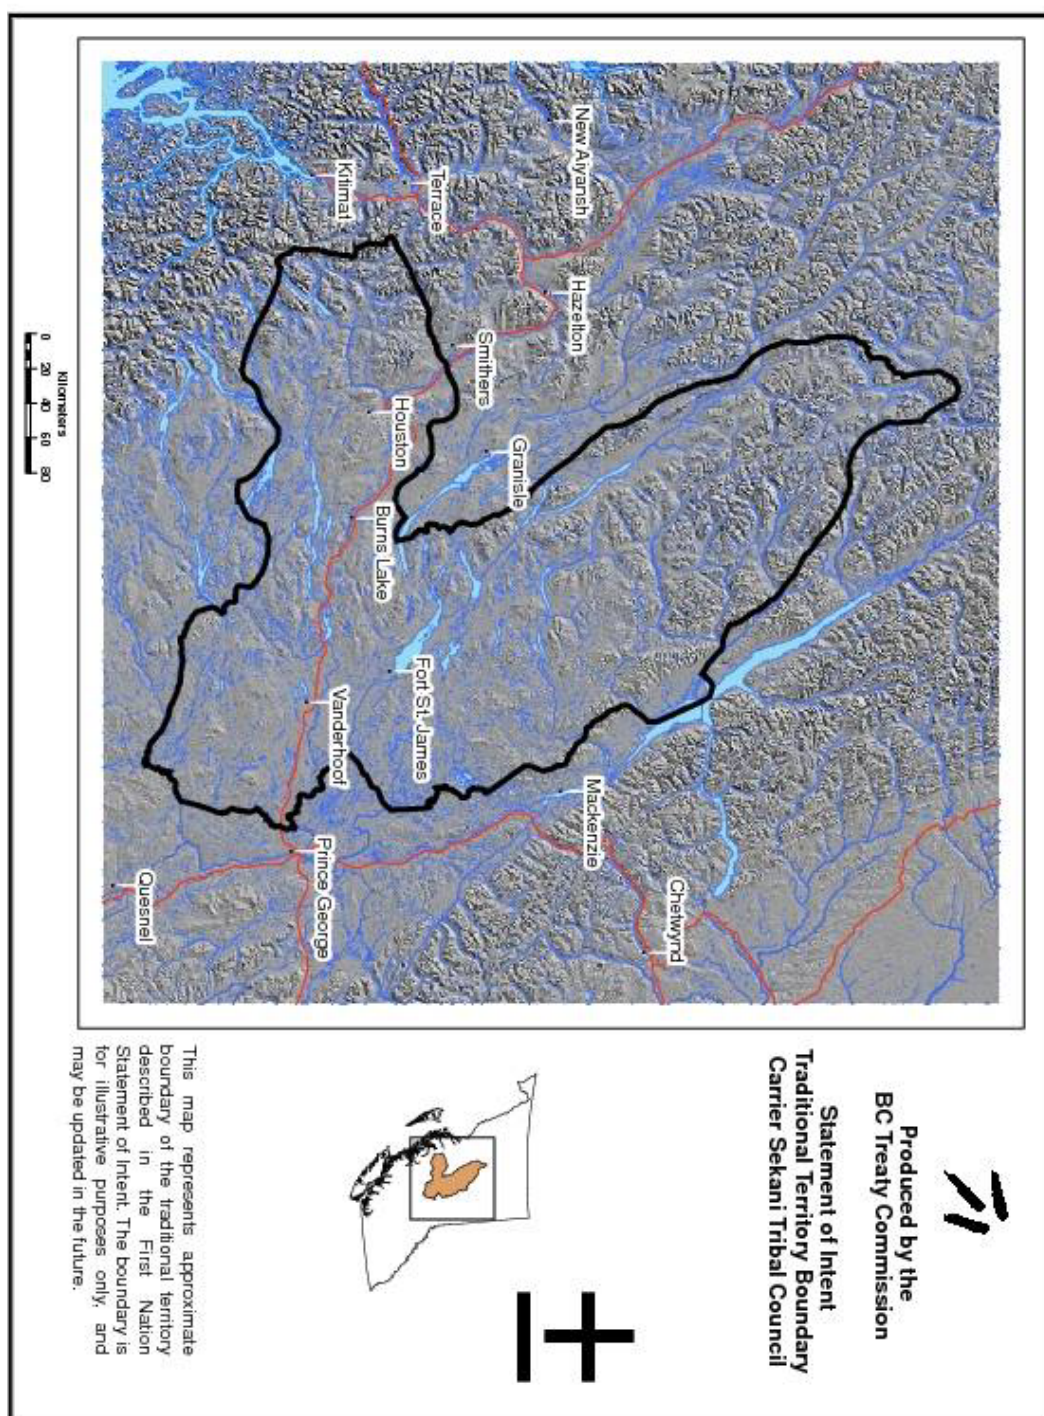 Produced by the
BC Treaty Commission
Statement of Intent
Traditional Territory Boundary
Carrier Sekani Tribal Council
Chetwynd
Mackenzie
New Aiyansh
Hazelton
Granisle
Smithers
Terrace
Fort St. James
Houston
Burns Lake
Kitimat
Vanderhoof
Prince George
Quesnel
This map represents approximate
boundary of the traditional territory
described in the First Nation
Statement of Intent. The boundary is
for illustrative purposes only, and
may be updated in the future.
Kilometers
0 20 40 60 80